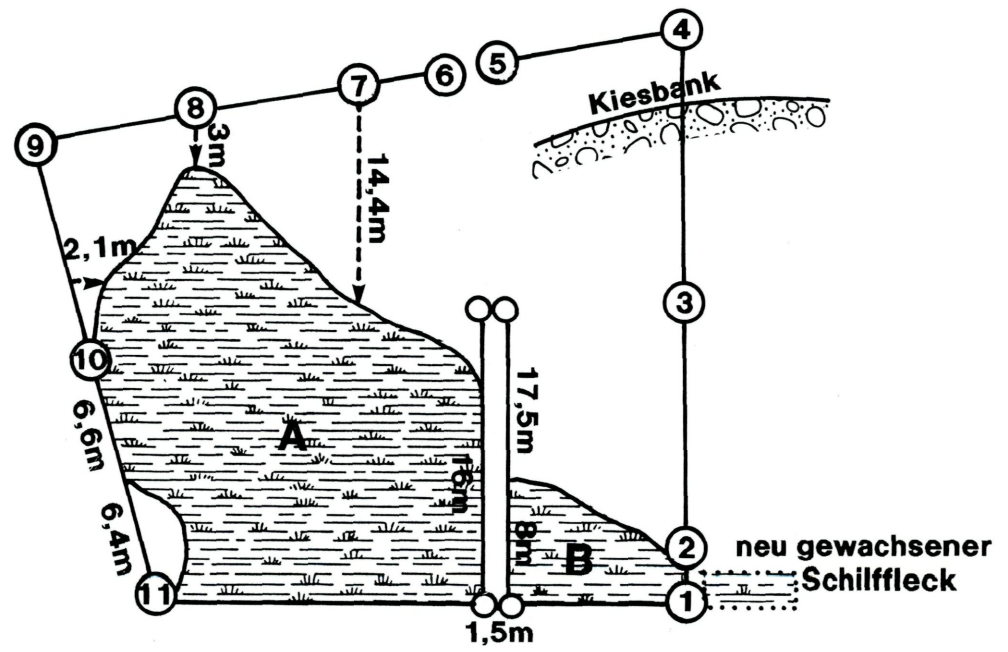 4
5
6
7
8
9
Kiesbank
3m
14,4m
2,1m
3
10
17,5m
6,6m
A
16m
6,4m
8m
B
2
neu gewachsener
Schilffleck
11
1
1,5m